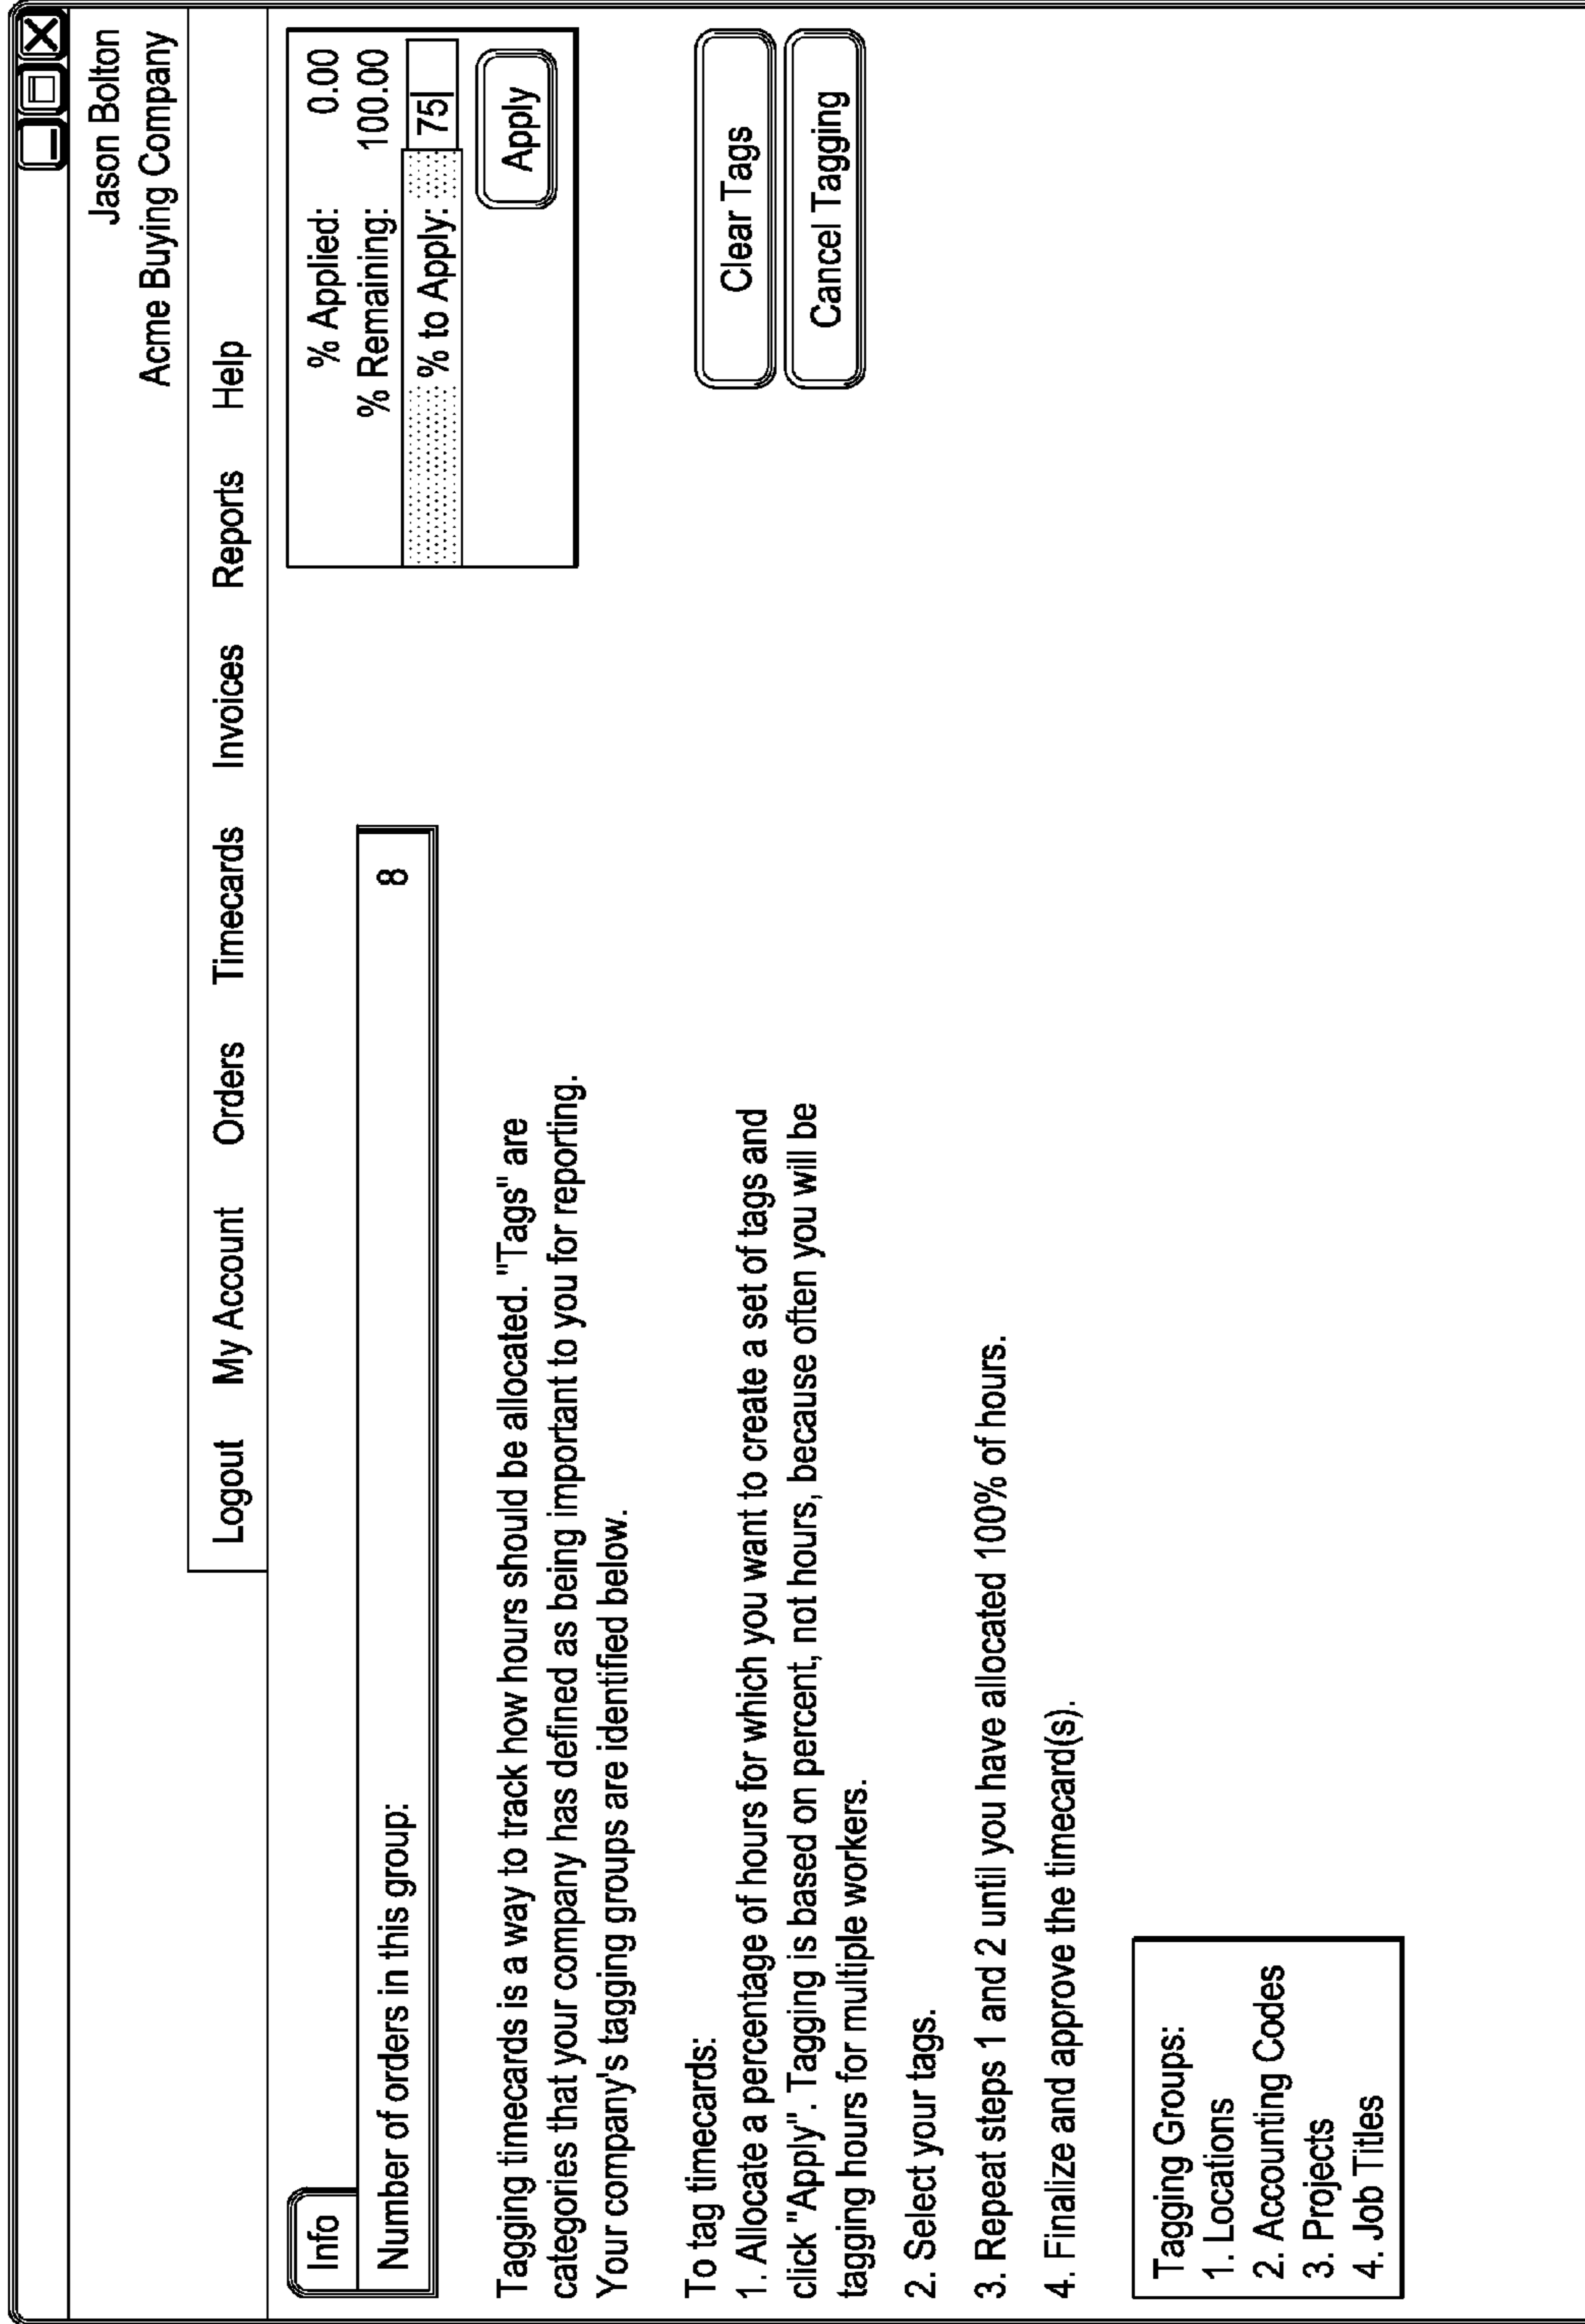 Jason Bolton
Acme Buying Company
Logout My Account Orders Timecards Invoices Reports Help
Info
Number of orders in this group: 8
% Applied: 0.00
% Remaining: 100.00
% to Apply: 75
Apply
Tagging timecards is a way to track how hours should be allocated. "Tags" are
categories that your company has defined as being important to you for reporting.
Your company's tagging groups are identified below.
To tag timecards:
1. Allocate a percentage of hours for which you want to create a set of tags and
click "Apply". Tagging is based on percent, not hours, because often you will be
tagging hours for multiple workers.
2. Select your tags.
3. Repeat steps 1 and 2 until you have allocated 100% of hours.
4. Finalize and approve the timecard(s).
Clear Tags
Cancel Tagging
Tagging Groups:
1. Locations
2. Accounting Codes
3. Projects
4. Job Titles